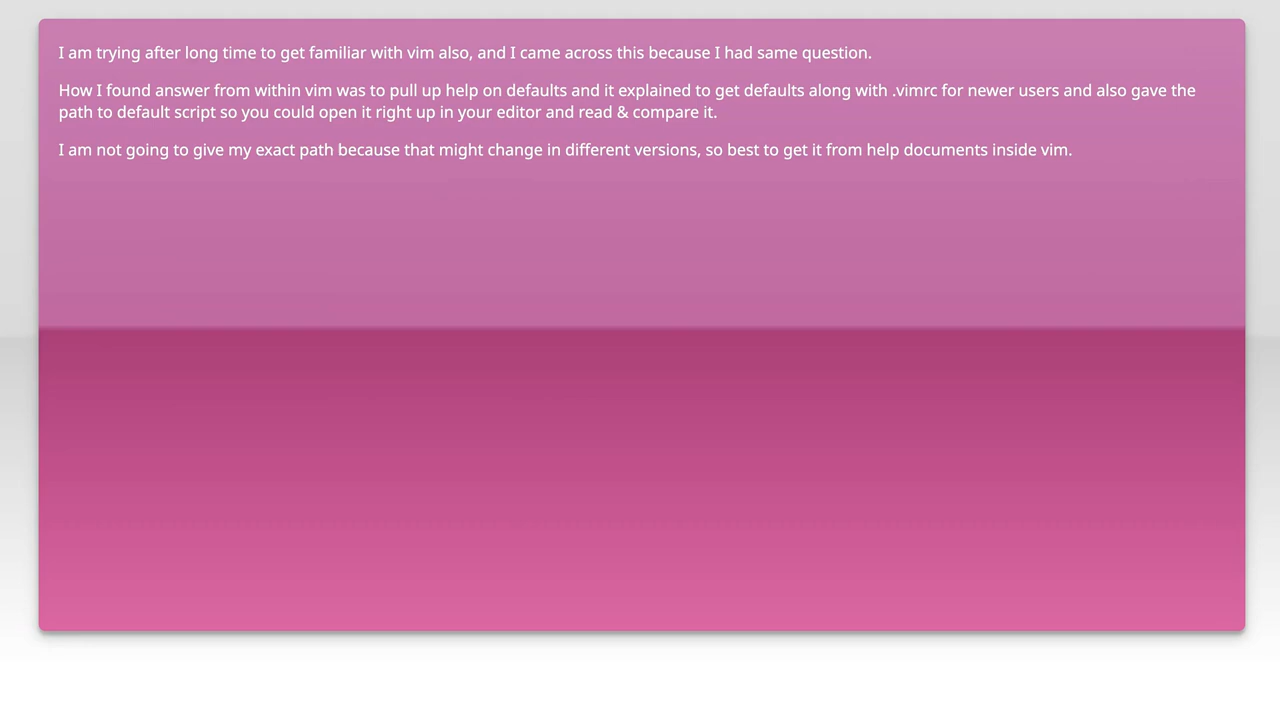 I am trying after long time to get familiar with vim also, and I came across this because I had same question.
How I found answer from within vim was to pull up help on defaults and it explained to get defaults along with .vimrc for newer users and also gave the
path to default script so you could open it right up in your editor and read & compare it.
I am not going to give my exact path because that might change in different versions, so best to get it from help documents inside vim.